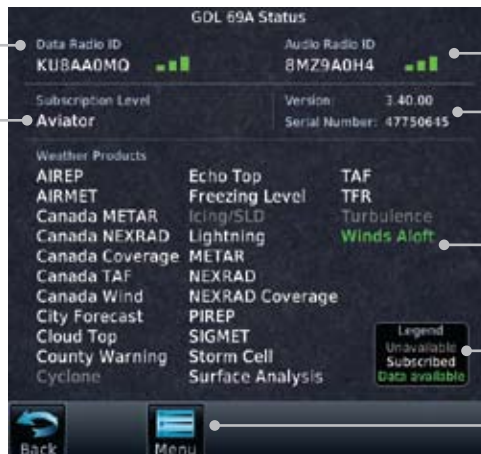 GDL 69A Status
Data Radio ID
KU8AA0MQ
Audio Radio ID
8MZ9A0H4
Subscription Level
Aviator
Version: 3.40.00
Serial Number: 47750645
Weather Products
AIREP Echo Top TAF
AIRMET Freezing Level TFR
Canada METAR Icing/SLD Turbulence
Canada NEXRAD Lightning Winds Aloft
Canada Coverage METAR
Canada TAF NEXRAD
Canada Wind NEXRAD Coverage
City Forecast PIREP
Cloud Top SIGMET
County Warning Storm Cell
Cyclone Surface Analysis
Legend
Unavailable
Subscribed
Data available
Back Menu